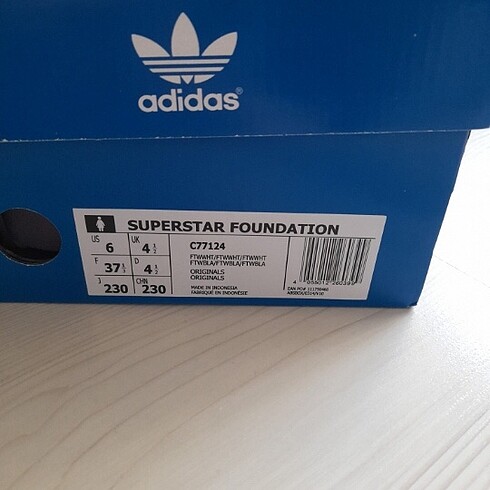 adidas®
SUPERSTAR FOUNDATION
US 6 UK 4½
C77124
FTWWHT/FTWWHT/FTWWHT
FTWBLA/FTWBLA/FTWBLA
F 37⅓ D 4½
ORIGINALS
ORIGINALS
J 230 CHN 230
MADE IN INDONESIA
FABRIQUÉ EN INDONÉSIE